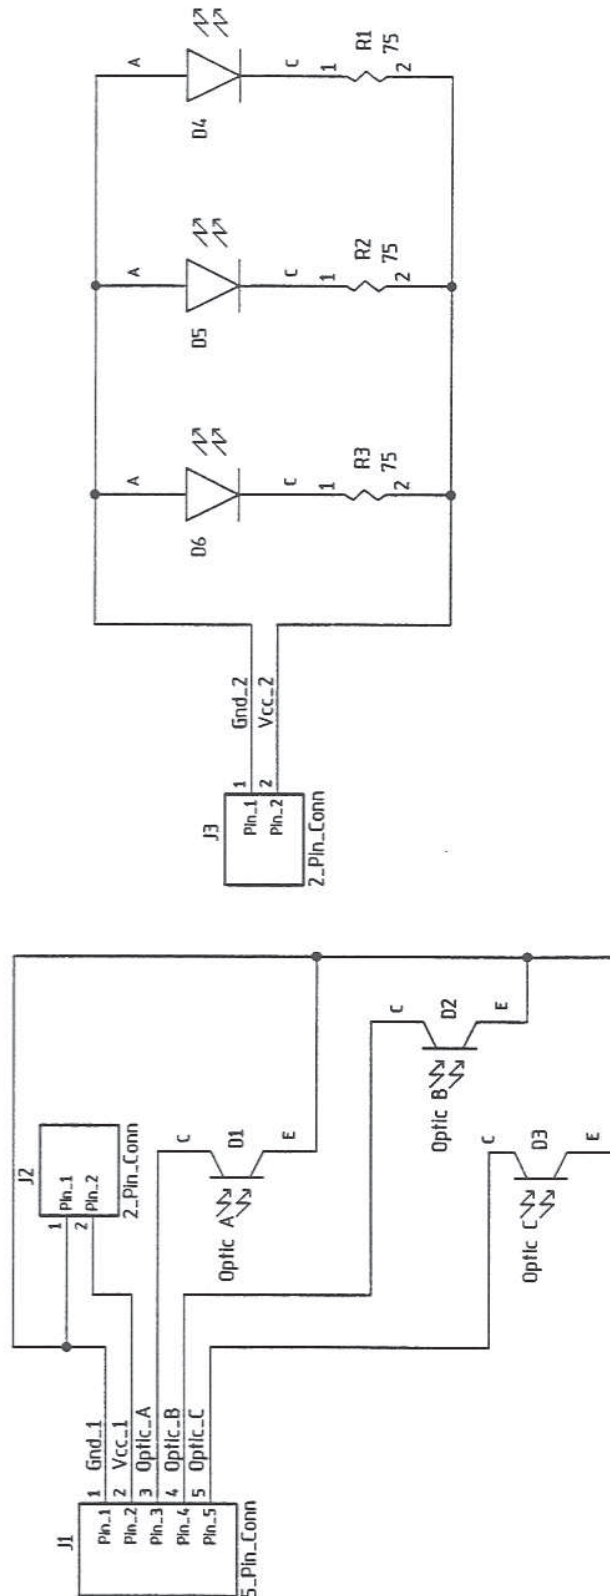 J1
Pin_1
Pin_2
Pin_3
Pin_4
Pin_5
5_Pin_Conn
1
2
3
4
5
Gnd_1
Vcc_1
Optic_A
Optic_B
Optic_C
J2
1
2
Pin_1
Pin_2
2_Pin_Conn
Optic A
C
D1
E
Optic B
C
D2
E
Optic C
C
D3
E
J3
Pin_1
Pin_2
2_Pin_Conn
1
2
Gnd_2
Vcc_2
A
D6
C
1
R3
75
2
A
D5
C
1
R2
75
2
A
D4
C
1
R1
75
2